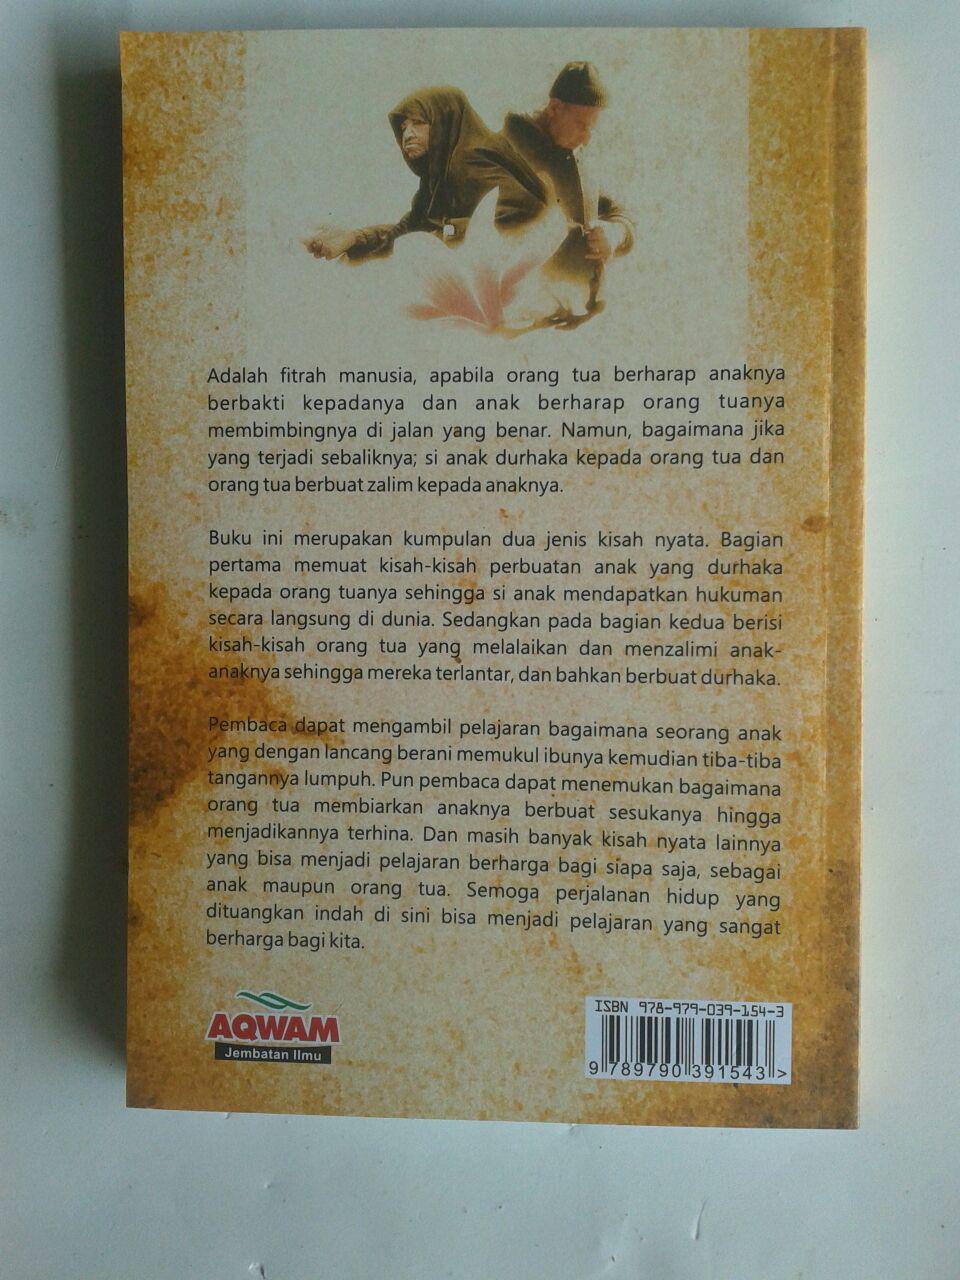 Adalah fitrah manusia, apabila orang tua berharap anaknya
berbakti kepadanya dan anak berharap orang tuanya
membimbingnya di jalan yang benar. Namun, bagaimana jika
yang terjadi sebaliknya; si anak durhaka kepada orang tua dan
orang tua berbuat zalim kepada anaknya.
Buku ini merupakan kumpulan dua jenis kisah nyata. Bagian
pertama memuat kisah-kisah perbuatan anak yang durhaka
kepada orang tuanya sehingga si anak mendapatkan hukuman
secara langsung di dunia. Sedangkan pada bagian kedua berisi
kisah-kisah orang tua yang melalaikan dan menzalimi anak-
anaknya sehingga mereka terlantar, dan bahkan berbuat durhaka.
Pembaca dapat mengambil pelajaran bagaimana seorang anak
yang dengan lancang berani memukul ibunya kemudian tiba-tiba
tangannya lumpuh. Pun pembaca dapat menemukan bagaimana
orang tua membiarkan anaknya berbuat sesukanya hingga
menjadikannya terhina. Dan masih banyak kisah nyata lainnya
yang bisa menjadi pelajaran berharga bagi siapa saja, sebagai
anak maupun orang tua. Semoga perjalanan hidup yang
dituangkan indah di sini bisa menjadi pelajaran yang sangat
berharga bagi kita.
AQWAM
Jembatan Ilmu
ISBN 978-979-039-154-3
9 789790 391543 >